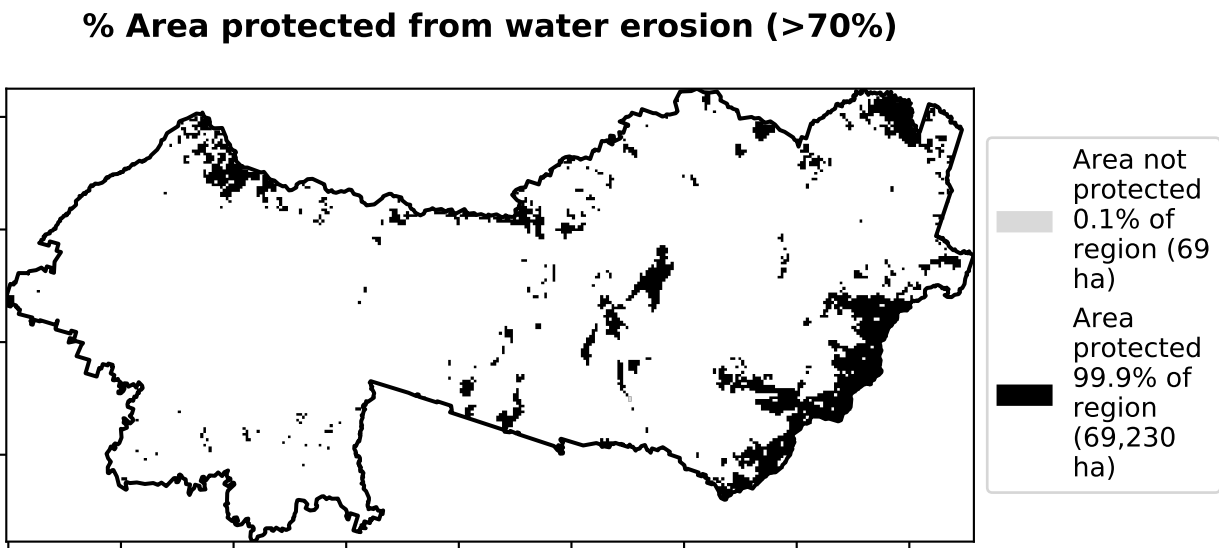 % Area protected from water erosion (>70%)
Area not
protected
0.1% of
region (69
ha)
Area
protected
99.9% of
region
(69,230
ha)